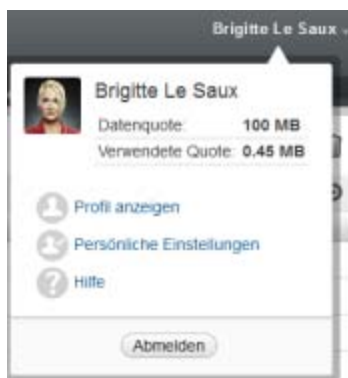 Brigitte Le Saux
Brigitte Le Saux
Datenquote: 100 MB
Verwendete Quote: 0.45 MB
Profil anzeigen
Persönliche Einstellungen
Hilfe
Abmelden